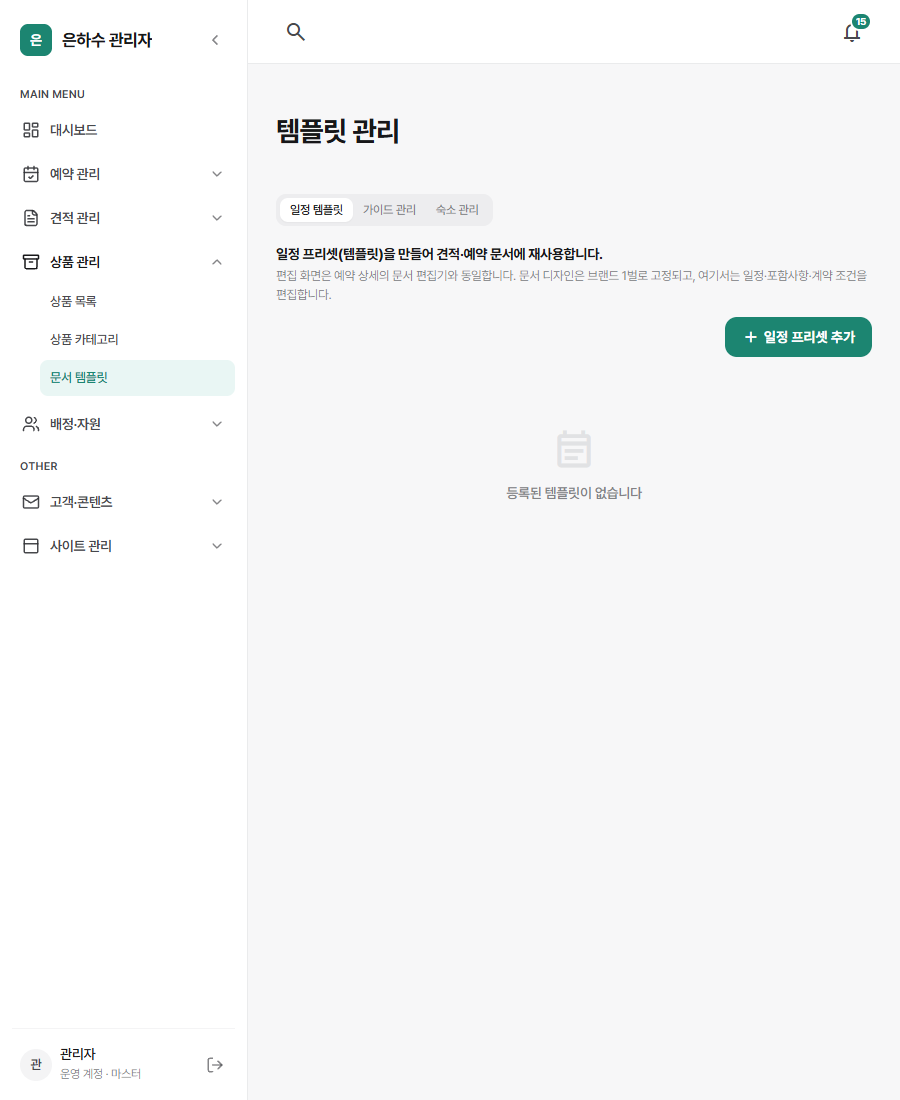 은 은하수 관리자
MAIN MENU
대시보드
예약 관리
견적 관리
상품 관리
상품 목록
상품 카테고리
문서 템플릿
배정·자원
OTHER
고객·콘텐츠
사이트 관리
관 관리자
운영 계정 · 마스터
15
템플릿 관리
일정 템플릿 가이드 관리 숙소 관리
일정 프리셋(템플릿)을 만들어 견적·예약 문서에 재사용합니다.
편집 화면은 예약 상세의 문서 편집기와 동일합니다. 문서 디자인은 브랜드 1벌로 고정되고, 여기서는 일정·포함사항·계약 조건을
편집합니다.
+ 일정 프리셋 추가
등록된 템플릿이 없습니다